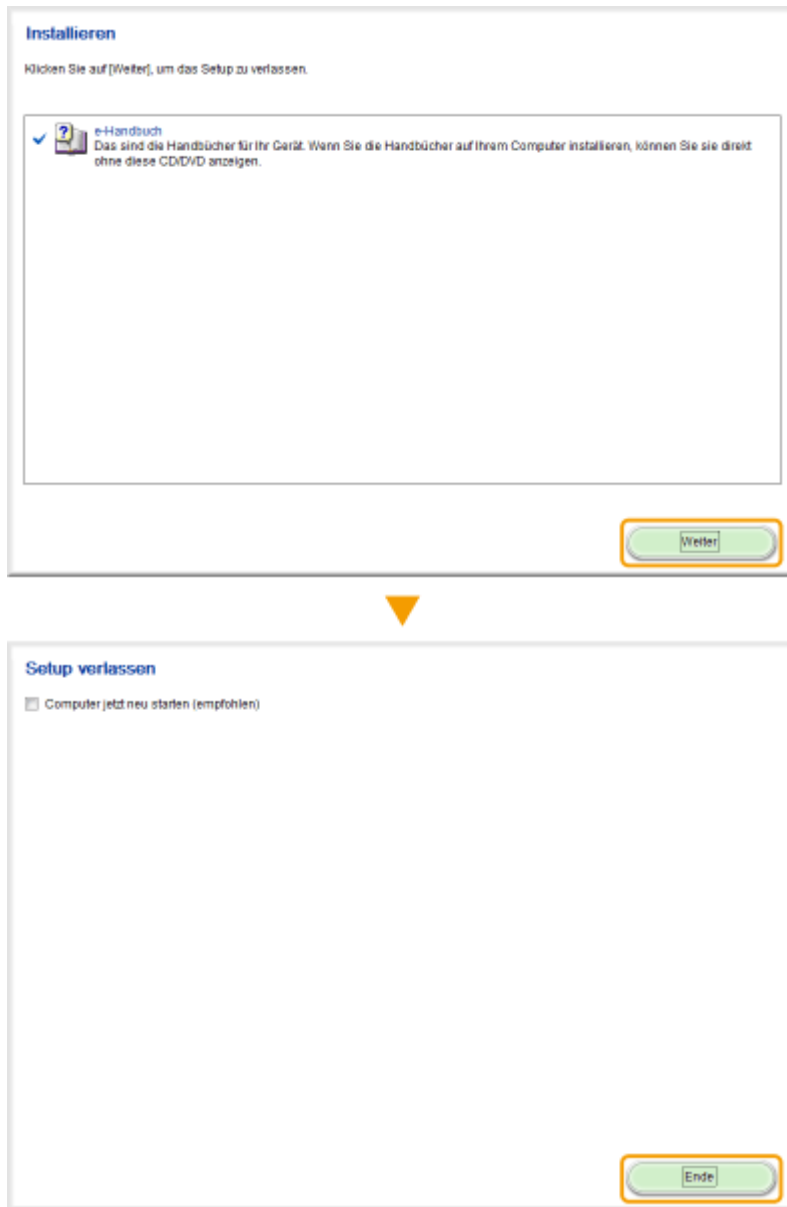 Installieren
Klicken Sie auf [Weiter], um das Setup zu verlassen.
e-Handbuch
Das sind die Handbücher für Ihr Gerät. Wenn Sie die Handbücher auf Ihrem Computer installieren, können Sie sie direkt
ohne diese CD/DVD anzeigen.
Weiter
Setup verlassen
Computer jetzt neu starten (empfohlen)
Ende